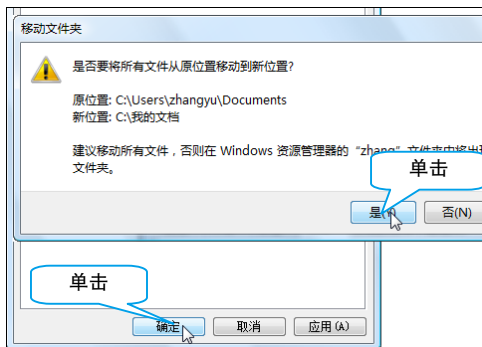 移动文件夹
是否要将所有文件从原位置移动到新位置?
原位置: C:\Users\zhangyu\Documents
新位置: C:\我的文档
建议移动所有文件，否则在 Windows 资源管理器的“zhang”文件夹中将出现
文件夹。
单击
是(Y)
否(N)
单击
确定
取消
应用(A)